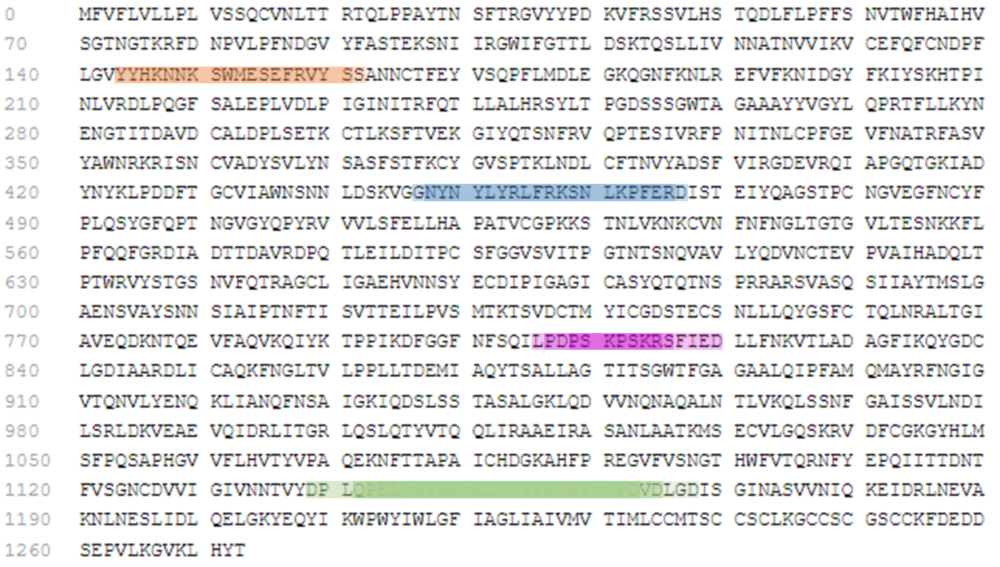 0 MFVFLVLLPL VSSQCVNLTT RTQLPPAYTN SFTRGVYYPD KVFRSSVLHS TQDLFLPFFS NVTWFHAIHV
70 SGTNGTKRFD NPVLPFNDGV YFASTEKSNI IRGWIFGTTL DSKTQSLLIV NNATNVVIKV CEFQFCNDPF
140 LGVYYHKNNK SWMESEFRVY SSANNCTFEY VSQPFLMDLE GKQGNFKNLR EFVFKNIDGY FKIYSKHTPI
210 NLVRDLPQGF SALEPLVDLP IGINITRFQT LLALHRSYLT PGDSSSGWTA GAAAYYVGYL QPRTFLLKYN
280 ENGTITDAVD CALDPLSETK CTLKSFTVEK GIYQTSNFRV QPTESIVRFP NITNLCPFGE VFNATRFASV
350 YAWNRKRISN CVADYSVLYN SASFSTFKCY GVSPTKLNDL CFTNVYADSF VIRGDEVRQI APGQTGKIAD
420 YNYKLPDDFT GCVIAWNSNN LDSKVGGNYN YLYRLFRKSN LKPFERDIST EIYQAGSTPC NGVEGFNCYF
490 PLQSYGFQPT NGVGYQPYRV VVLSFELLHA PATVCGPKKS TNLVKNKCVN FNFNGLTGTG VLTESNKKFL
560 PFQQFGRDIA DTTDAVRDPQ TLEILDITPC SFGGVSVITP GTNTSNQVAV LYQDVNCTEV PVAIHADQLT
630 PTWRVYSTGS NVFQTRAGCL IGAEHVNNSY ECDIPIGAGI CASYQTQTNS PRRARSVASQ SIIAYTMSLG
700 AENSVAYSNN SIAIPTNFTI SVTTEILPVS MTKTSVDCTM YICGDSTECS NLLLQYGSFC TQLNRALTGI
770 AVEQDKNTQE VFAQVKQIYK TPPIKDFGGF NFSQILPDPS KPSKRSFIED LLFNKVTLAD AGFIKQYGDC
840 LGDIAARDLI CAQKFNGLTV LPPLLTDEMI AQYTSALLAG TITSGWTFGA GAALQIPFAM QMAYRFNGIG
910 VTQNVLYENQ KLIANQFNSA IGKIQDSLSS TASALGKLQD VVNQNAQALN TLVKQLSSNF GAISSVLNDI
980 LSRLDKVEAE VQIDRLITGR LQSLQTYVTQ QLIRAAEIRA SANLAATKMS ECVLGQSKRV DFCGKGYHLM
1050 SFPQSAPHGV VFLHVTYVPA QEKNFTTAPA ICHDGKAHFP REGVFVSNGT HWFVTQRNFY EPQIITTDNT
1120 FVSGNCDVVI GIVNNTVYDP LQPELDSFKE ELDKYFKNHT SPDVDLGDIS GINASVVNIQ KEIDRLNEVA
1190 KNLNESLIDL QELGKYEQYI KWPWYIWLGF IAGLIAIVMV TIMLCCMTSC CSCLKGCCSC GSCCKFDEDD
1260 SEPVLKGVKL HYT